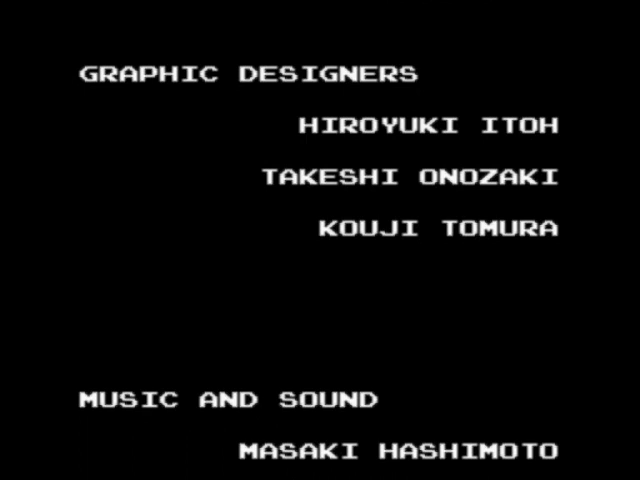 GRAPHIC DESIGNERS
HIROYUKI ITOH
TAKESHI ONOZAKI
KOUJI TOMURA
MUSIC AND SOUND
MASAKI HASHIMOTO